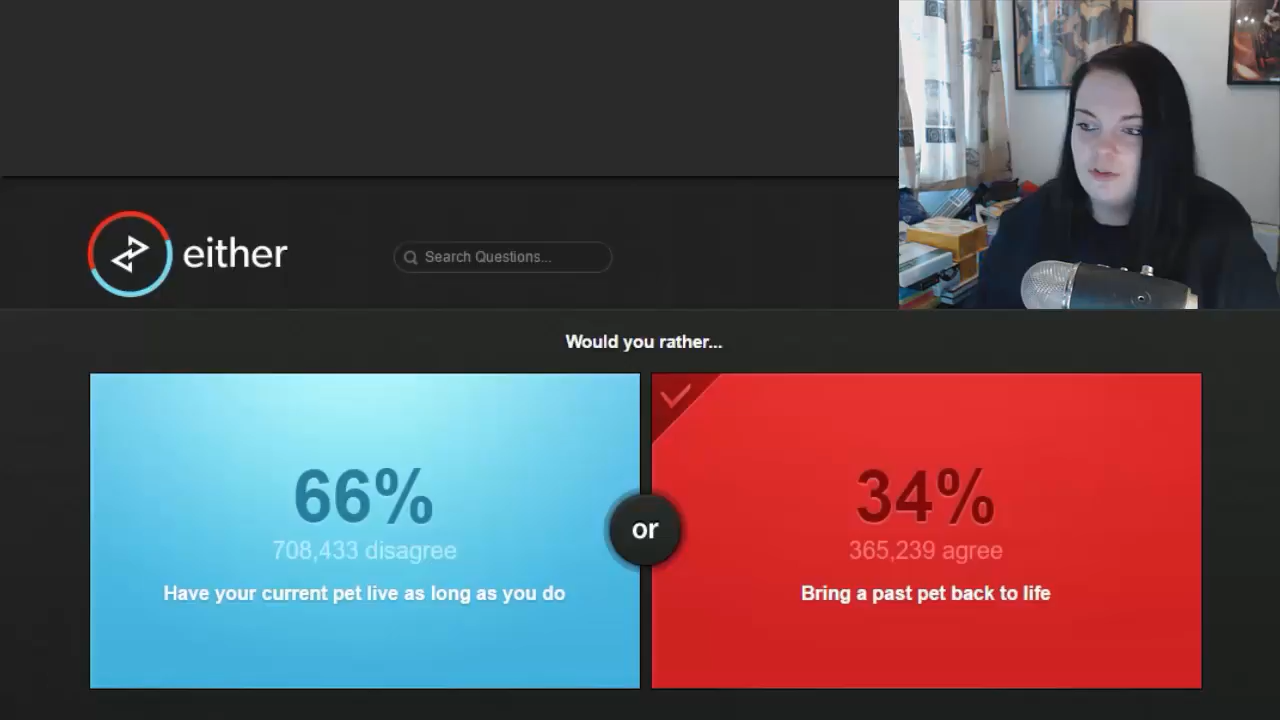 either
Search Questions...
Would you rather...
66%
708,433 disagree
Have your current pet live as long as you do
or
34%
365,239 agree
Bring a past pet back to life